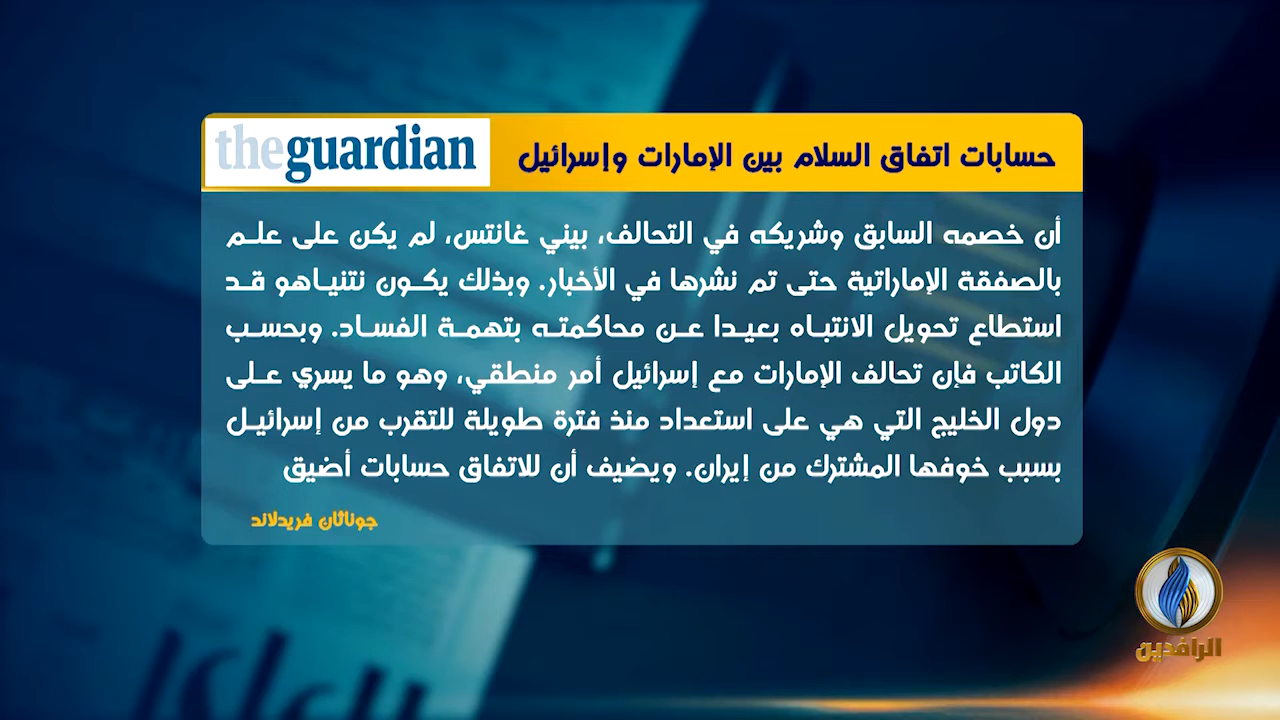 theguardian
حسابات اتفاق السلام بين الإمارات وإسرائيل
أن خصمه السابق وشريكه في التحالف، بيني غانتس، لم يكن على علم
بالصفقة الإماراتية حتى تم نشرها في الأخبار. وبذلك يكون نتنياهو قد
استطاع تحويل الانتباه بعيدا عن محاكمته بتهمة الفساد. وبحسب
الكاتب فإن تحالف الإمارات مع إسرائيل أمر منطقي، وهو ما يسري على
دول الخليج التي هي على استعداد منذ فترة طويلة للتقرب من إسرائيل
بسبب خوفها المشترك من إيران. ويضيف أن للاتفاق حسابات أضيق
جوناثان فريدلاند
الرافدين